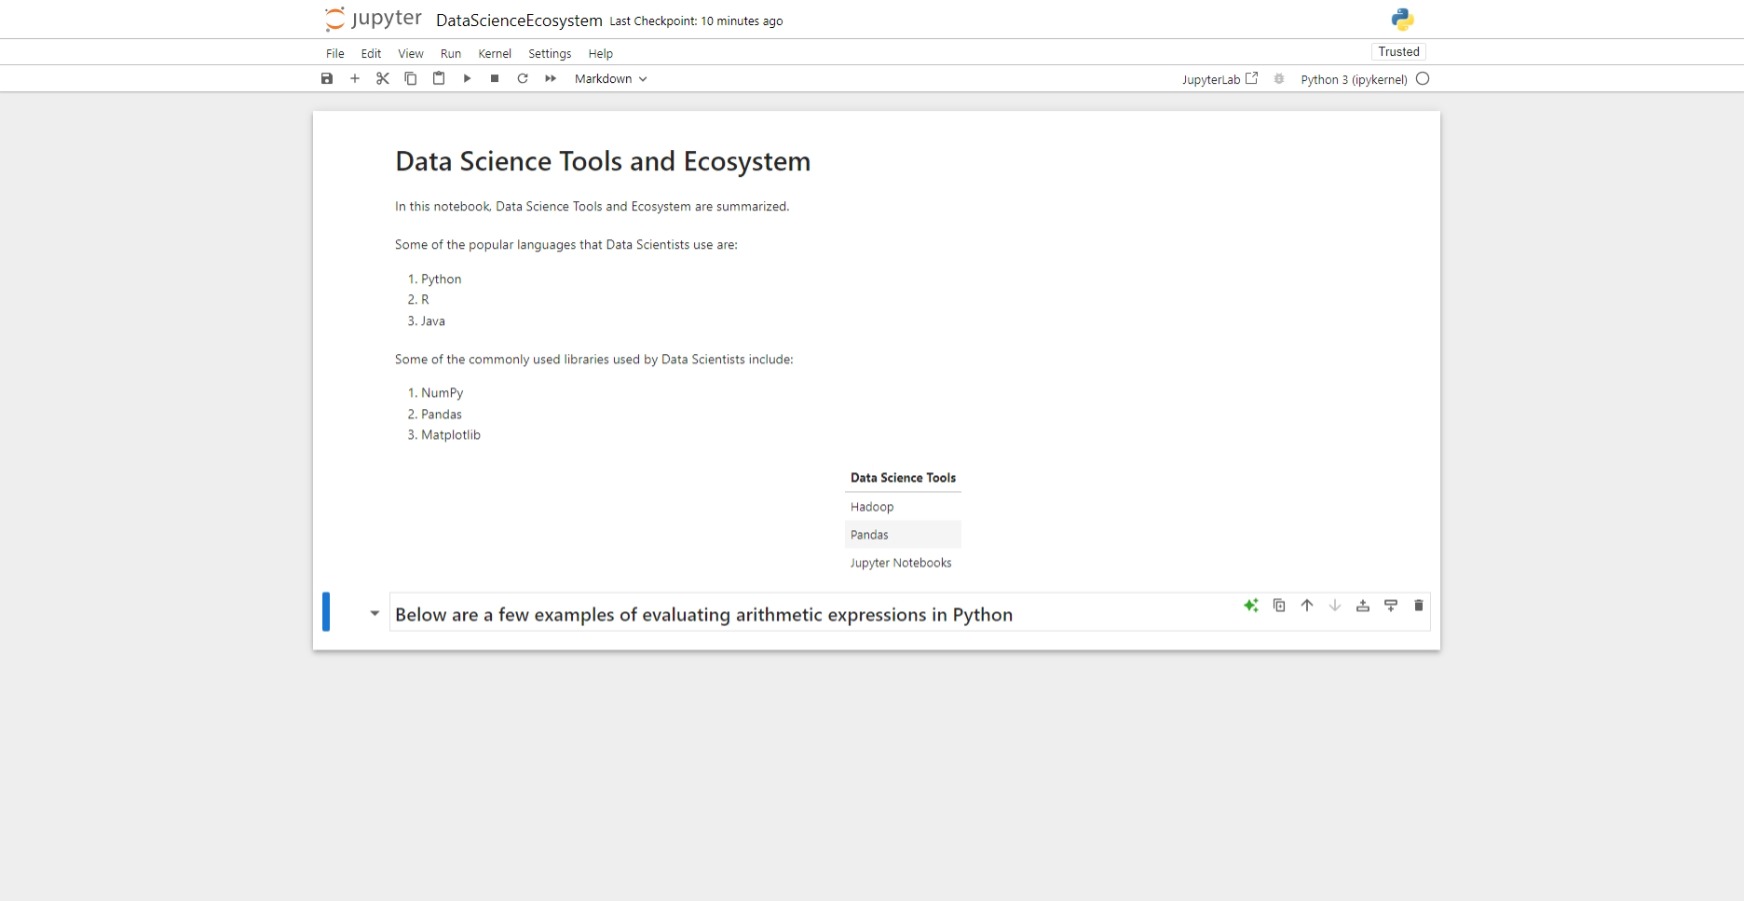 jupyter DataScienceEcosystem Last Checkpoint: 10 minutes ago
File Edit View Run Kernel Settings Help Trusted
Markdown JupyterLab Python 3 (ipykernel)
Data Science Tools and Ecosystem
In this notebook, Data Science Tools and Ecosystem are summarized.
Some of the popular languages that Data Scientists use are:
1. Python
2. R
3. Java
Some of the commonly used libraries used by Data Scientists include:
1. NumPy
2. Pandas
3. Matplotlib
Data Science Tools
Hadoop
Pandas
Jupyter Notebooks
Below are a few examples of evaluating arithmetic expressions in Python